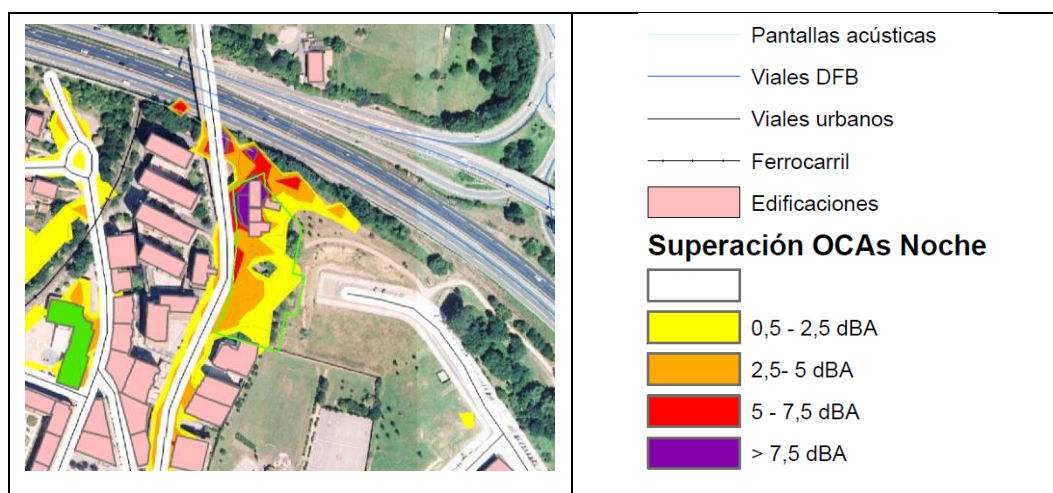 Pantallas acústicas
Viales DFB
Viales urbanos
Ferrocarril
Edificaciones
Superación OCAs Noche
0,5 - 2,5 dBA
2,5- 5 dBA
5 - 7,5 dBA
> 7,5 dBA